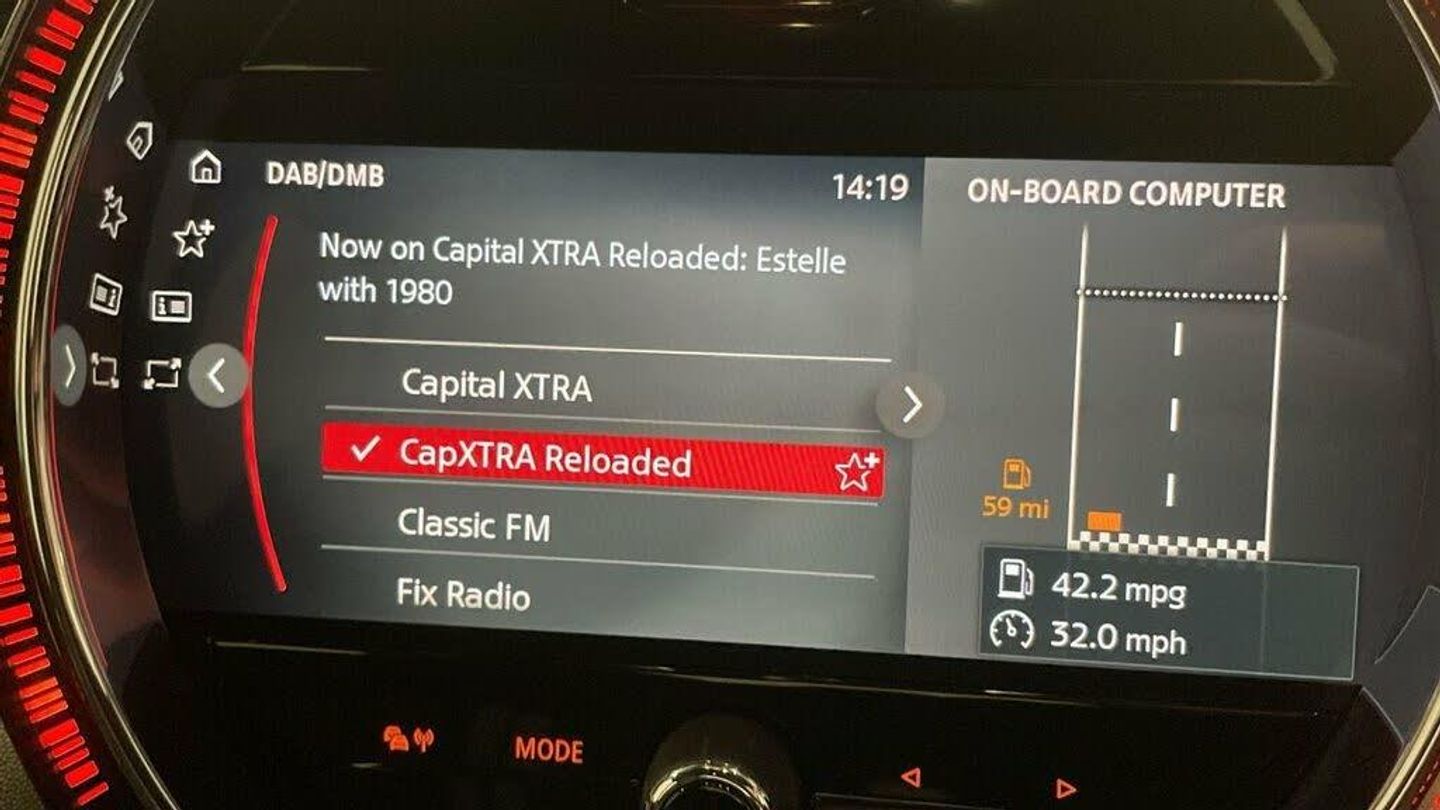 DAB/DMB
14:19
Now on Capital XTRA Reloaded: Estelle
with 1980
Capital XTRA
CapXTRA Reloaded
Classic FM
Fix Radio
ON-BOARD COMPUTER
59 mi
42.2 mpg
32.0 mph
MODE